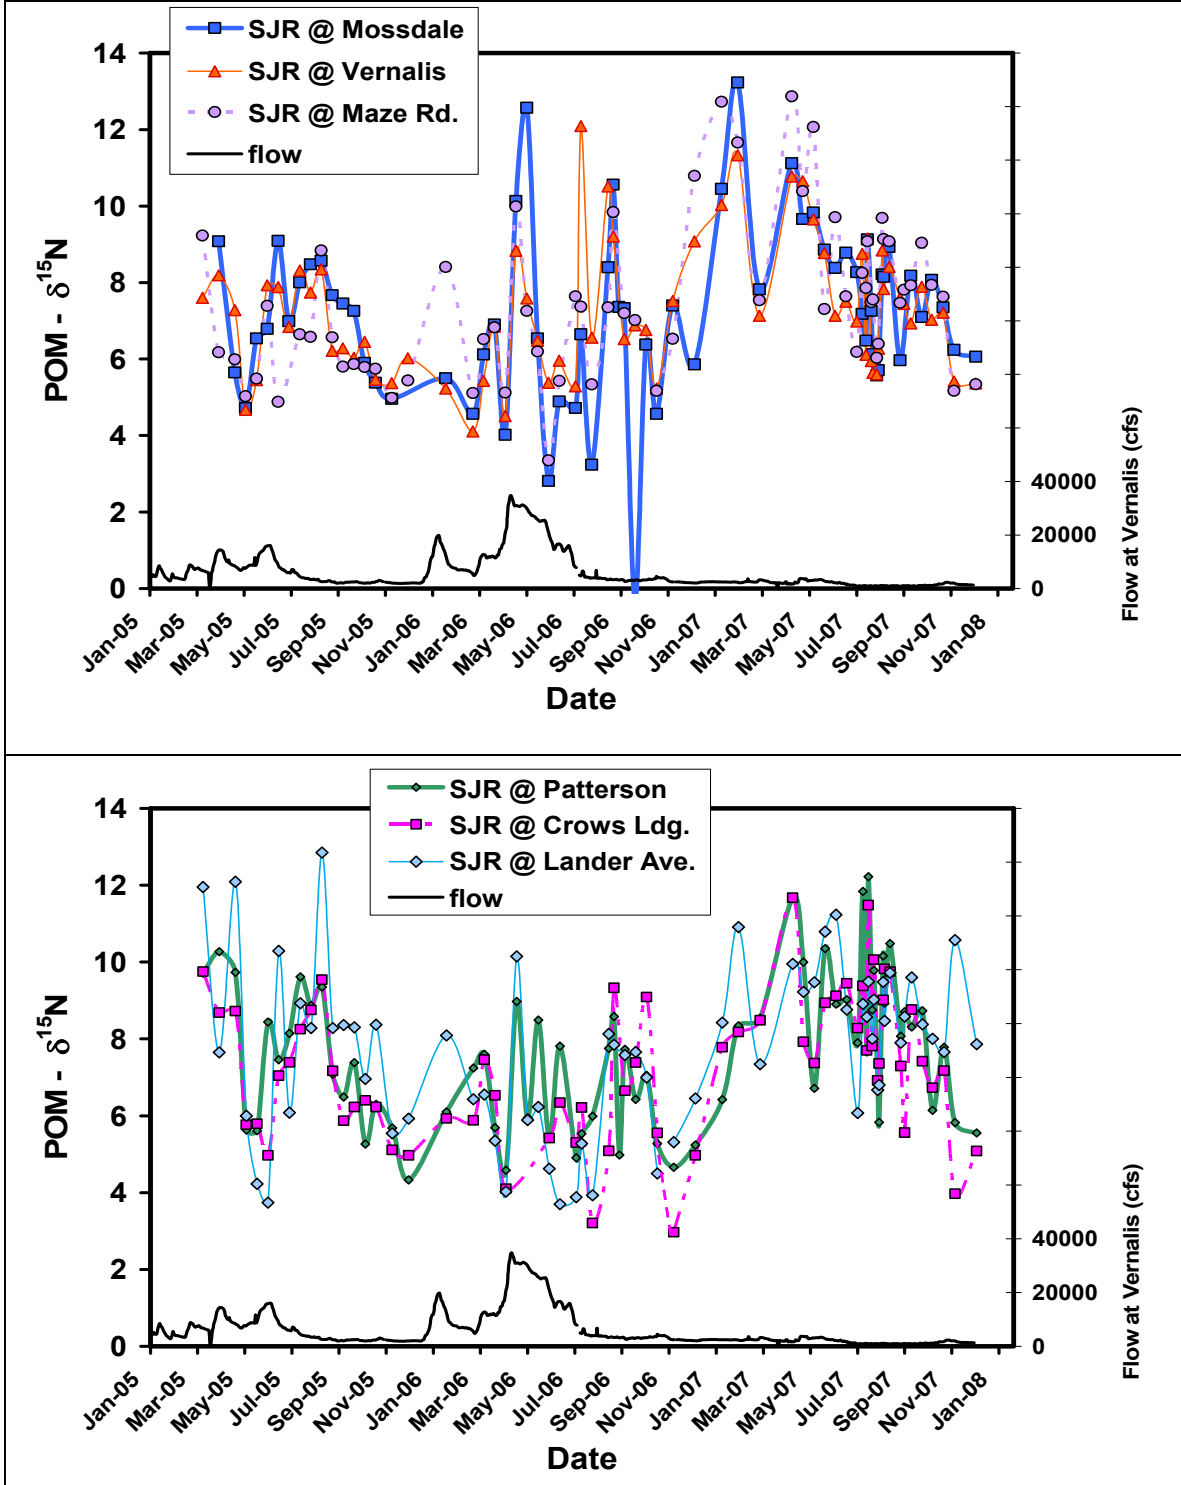 SJR @ Mossdale
SJR @ Vernalis
SJR @ Maze Rd.
flow
14
12
10
8
6
4
2
0
POM - δ¹⁵N
40000
20000
0
Flow at Vernalis (cfs)
Jan-05
Mar-05
May-05
Jul-05
Sep-05
Nov-05
Jan-06
Mar-06
May-06
Jul-06
Sep-06
Nov-06
Jan-07
Mar-07
May-07
Jul-07
Sep-07
Nov-07
Jan-08
Date
SJR @ Patterson
SJR @ Crows Ldg.
SJR @ Lander Ave.
flow
14
12
10
8
6
4
2
0
POM - δ¹⁵N
40000
20000
0
Flow at Vernalis (cfs)
Jan-05
Mar-05
May-05
Jul-05
Sep-05
Nov-05
Jan-06
Mar-06
May-06
Jul-06
Sep-06
Nov-06
Jan-07
Mar-07
May-07
Jul-07
Sep-07
Nov-07
Jan-08
Date